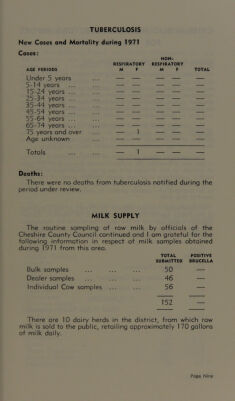 TUBERCULOSIS
New Cases and Mortality during 1971
Cases:
NON-
RESPIRATORY RESPIRATORY
AGE PERIODS M F M F TOTAL
Under 5 years — — — — —
5-14 years ... ... — — — — —
15-24 years ... ... — — — — —
25-34 years ... ... — — — — —
35-44 years ... ... — — — — —
45-54 years ... ... — — — — —
55-64 years ... ... — — — — —
65-74 years ... ... — — — — —
75 years and over ... — 1 — — —
Age unknown ... — — — — —
Totals ... ... — 1 — — —
Deaths:
There were no deaths from tuberculosis notified during the
period under review.
MILK SUPPLY
The routine sampling of raw milk by officials of the
Cheshire County Council continued and I am grateful for the
following information in respect of milk samples obtained
during 1971 from this area.
TOTAL POSITIVE
SUBMITTED BRUCELLA
Bulk samples ... ... ... 50 —
Dealer samples ... ... ... 46 —
Individual Cow samples ... ... 56 —
152 —
There are 10 dairy herds in the district, from which raw
milk is sold to the public, retailing approximately 170 gallons
of milk daily.
Page Nine